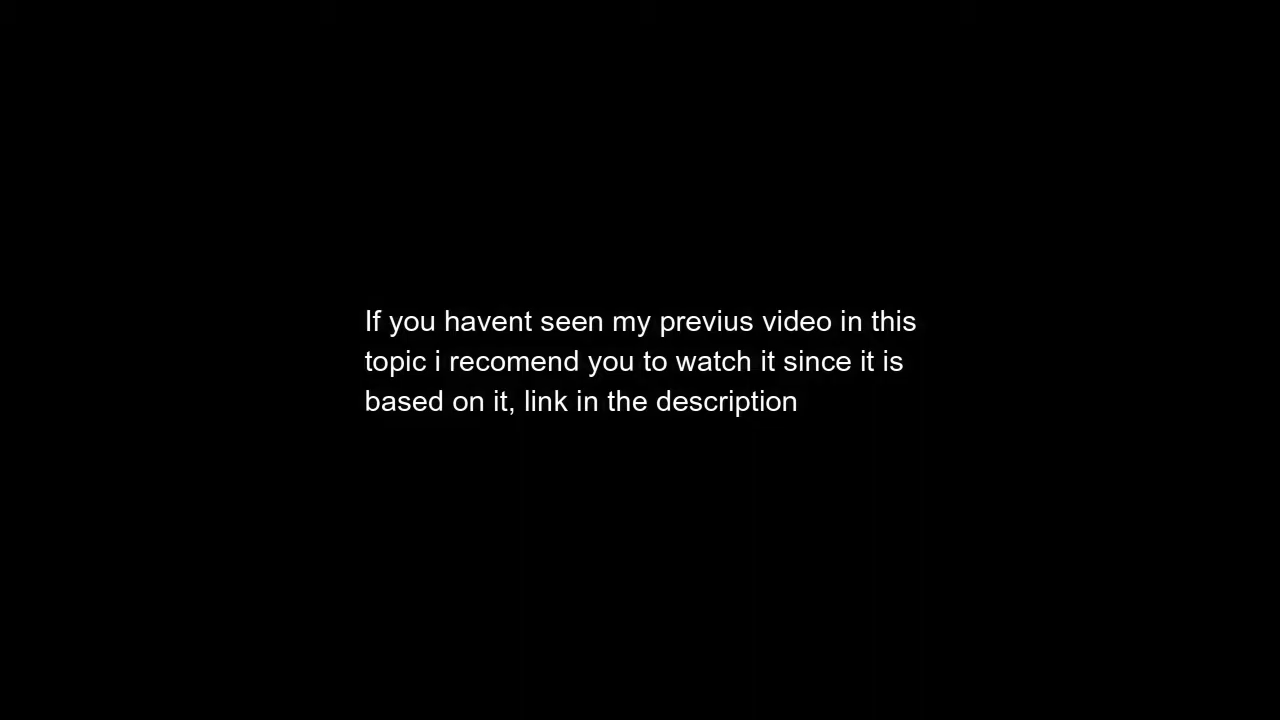 If you havent seen my previus video in this
topic i recomend you to watch it since it is
based on it, link in the description